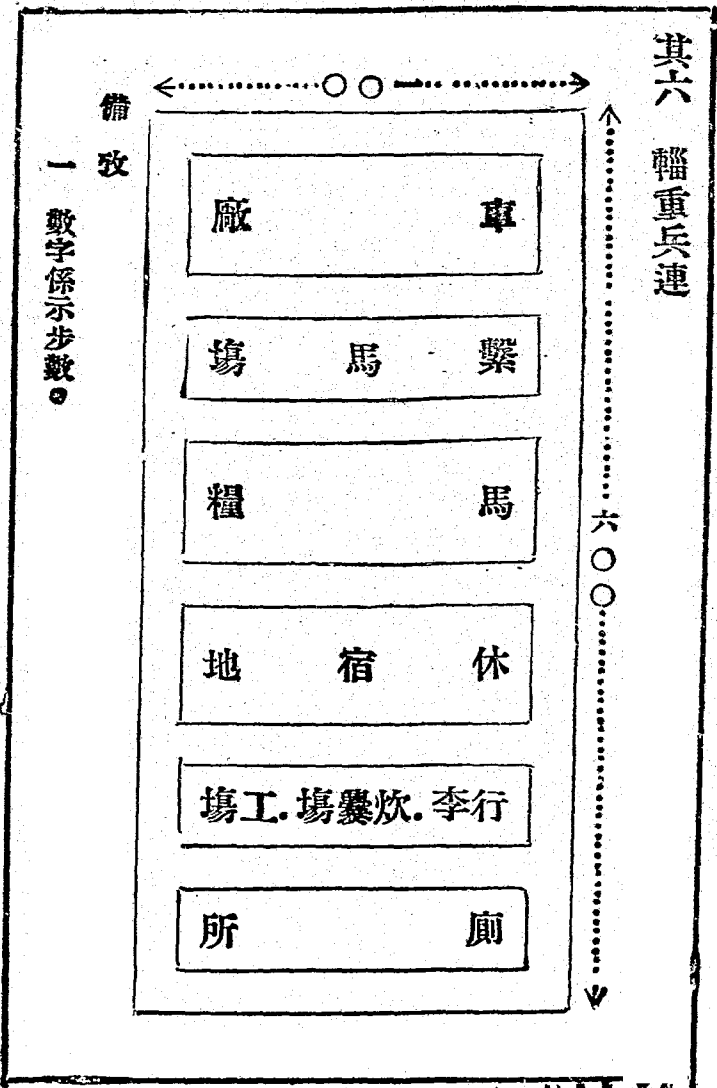 其六　輜重兵連
○○
六○○
車廠
繫馬場
馬糧
休宿地
行李．炊爨場．工場
廁所
備攷
一　數字係示步數。